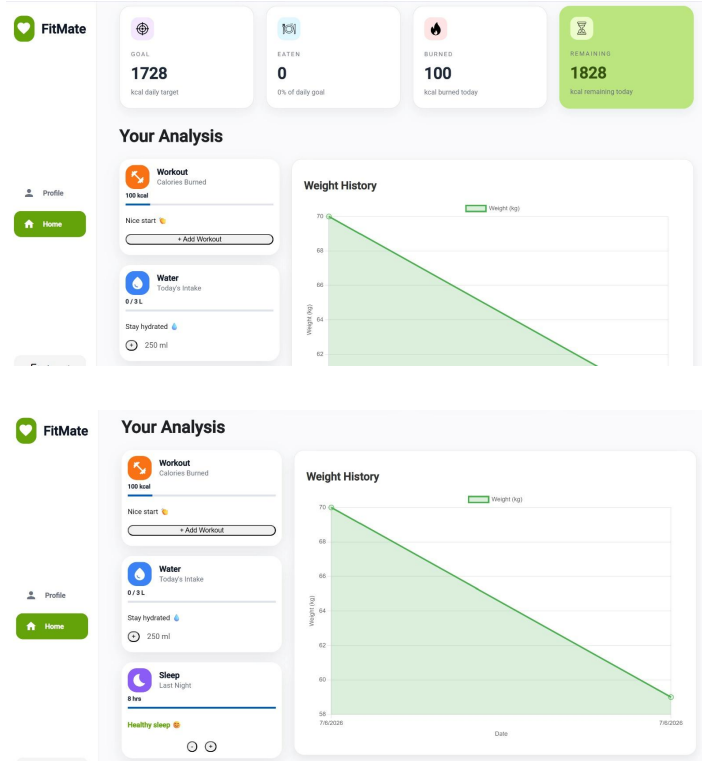 FitMate
GOAL
1728
kcal daily target
EATEN
0
0% of daily goal
BURNED
100
kcal burned today
REMAINING
1828
kcal remaining today
Your Analysis
Profile
Home
Workout
Calories Burned
100 kcal
Nice start 👏
+ Add Workout
Water
Today's Intake
0 / 3 L
Stay hydrated 💧
+ 250 ml
Weight History
Weight (kg)
70
68
66
64
62
Weight (kg)
FitMate
Your Analysis
Profile
Home
Workout
Calories Burned
100 kcal
Nice start 👏
+ Add Workout
Water
Today's Intake
0 / 3 L
Stay hydrated 💧
+ 250 ml
Sleep
Last Night
8 hrs
Healthy sleep 😊
- +
Weight History
Weight (kg)
70
68
66
64
62
60
58
Weight (kg)
7/6/2026 7/6/2026
Date